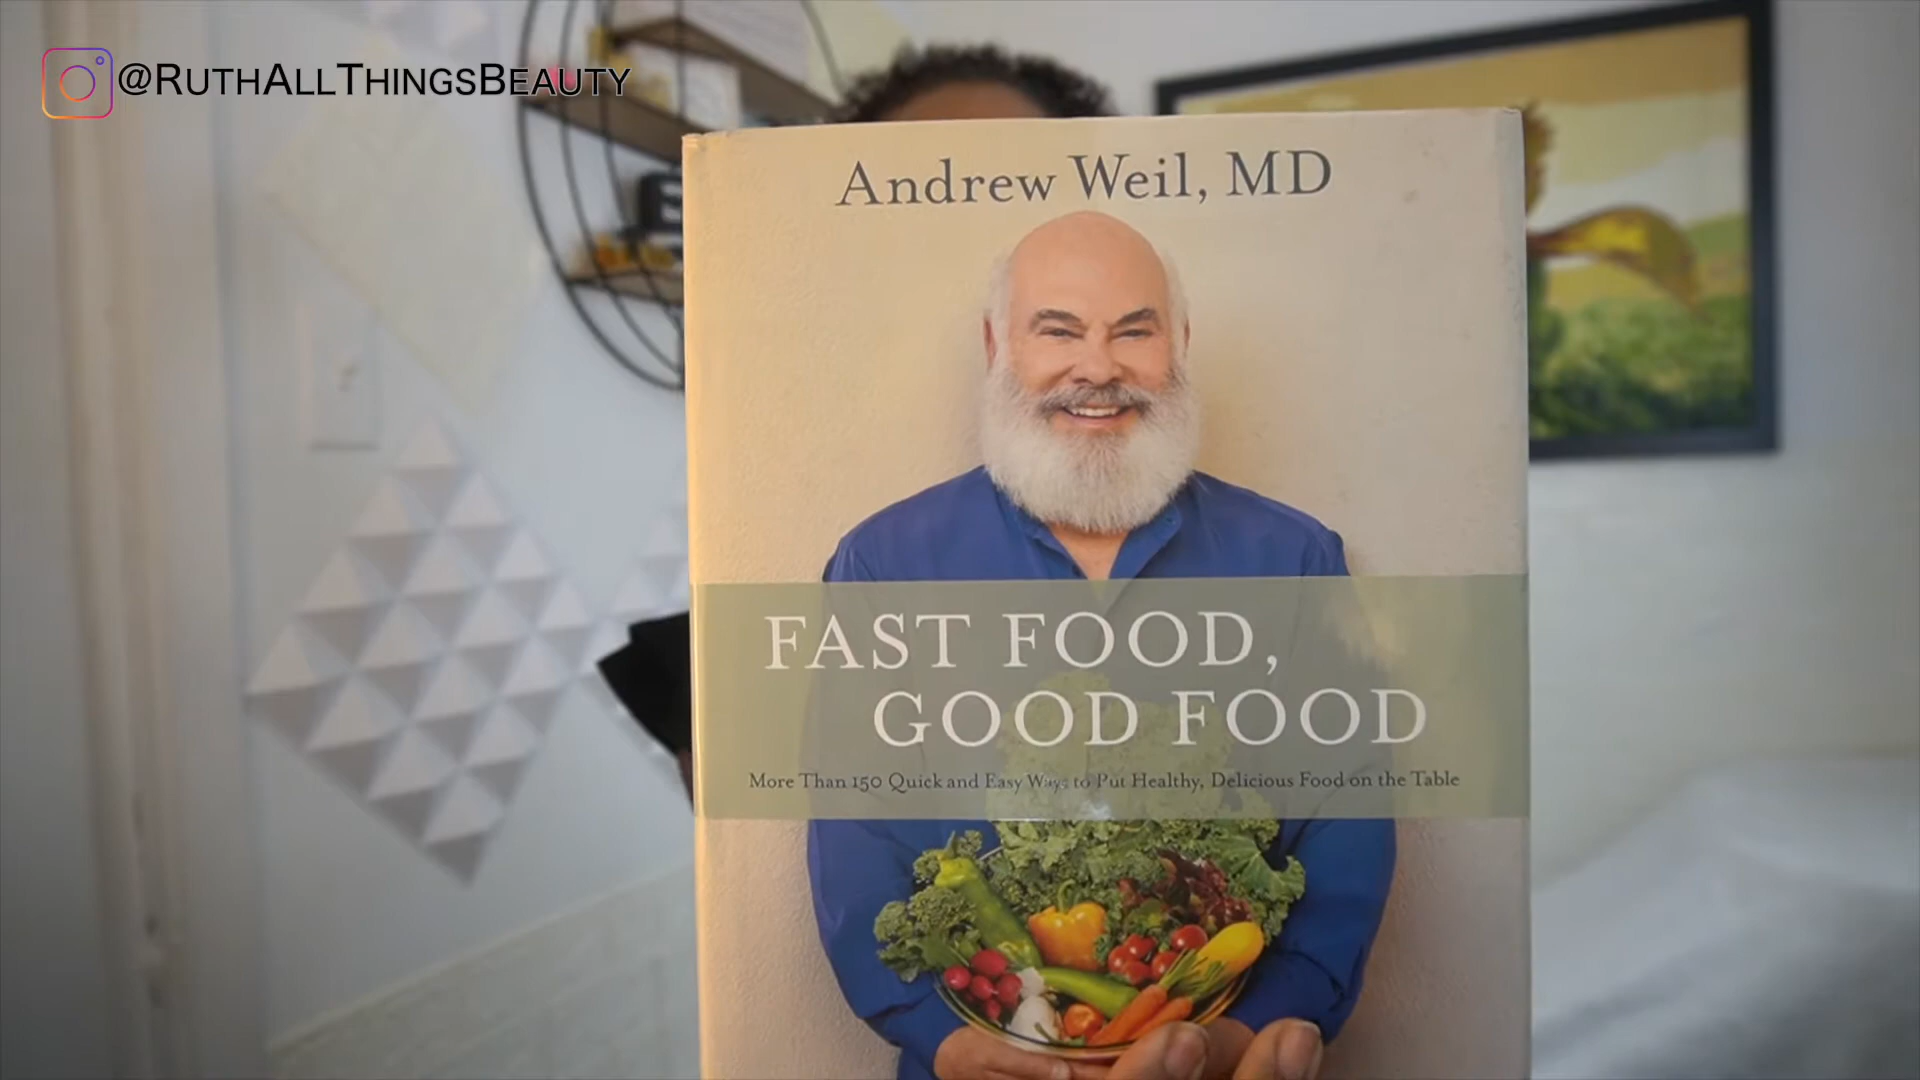 @RuthAllThingsBeauty
Andrew Weil, MD
FAST FOOD,
GOOD FOOD
More Than 150 Quick and Easy Ways to Put Healthy, Delicious Food on the Table